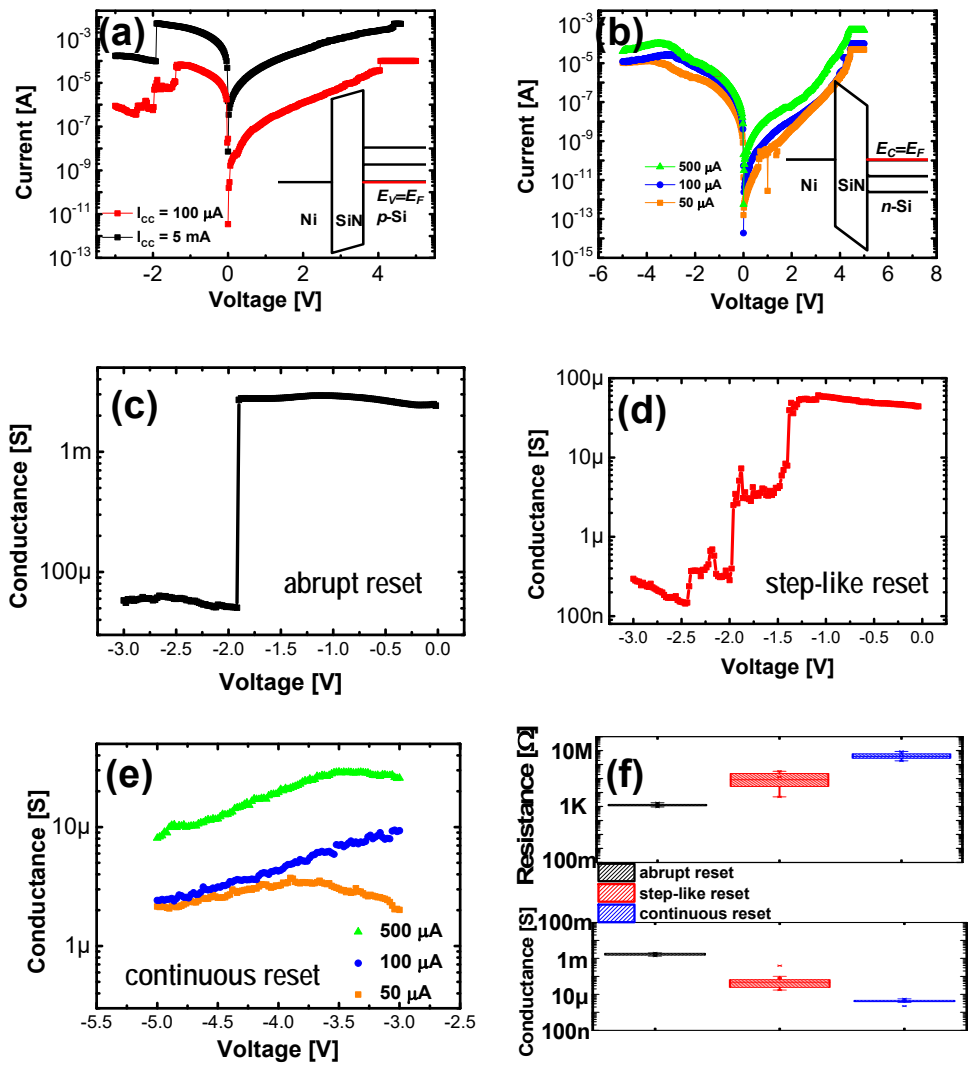 (a)
10⁻³
10⁻⁵
10⁻⁷
10⁻⁹
10⁻¹¹
10⁻¹³
Current [A]
Ni
SiN
E_V=E_F
p-Si
I_CC = 100 µA
I_CC = 5 mA
-2 0 2 4
Voltage [V]
(b)
10⁻³
10⁻⁵
10⁻⁷
10⁻⁹
10⁻¹¹
10⁻¹³
10⁻¹⁵
Current [A]
500 µA
100 µA
50 µA
Ni
SiN
E_C=E_F
n-Si
-6 -4 -2 0 2 4 6 8
Voltage [V]
(c)
1m
100µ
Conductance [S]
abrupt reset
-3.0 -2.5 -2.0 -1.5 -1.0 -0.5 0.0
Voltage [V]
(d)
100µ
10µ
1µ
100n
Conductance [S]
step-like reset
-3.0 -2.5 -2.0 -1.5 -1.0 -0.5 0.0
Voltage [V]
(e)
10µ
1µ
Conductance [S]
500 µA
100 µA
50 µA
continuous reset
-5.5 -5.0 -4.5 -4.0 -3.5 -3.0 -2.5
Voltage [V]
(f)
10M
1K
100m
Resistance [Ω]
abrupt reset
step-like reset
continuous reset
100m
1m
10µ
100n
Conductance [S]